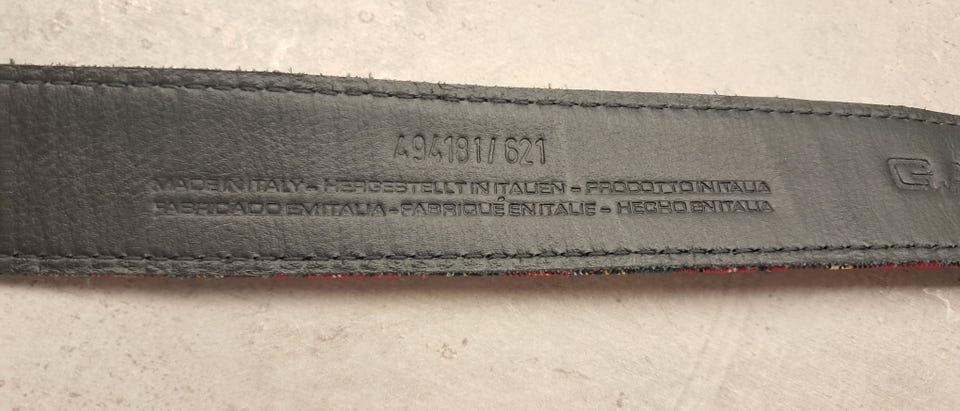 494181/621
MADE IN ITALY - HERGESTELLT IN ITALIEN - PRODOTTO IN ITALIA
FABRICADO EM ITALIA - FABRIQUÉ EN ITALIE - HECHO EN ITALIA